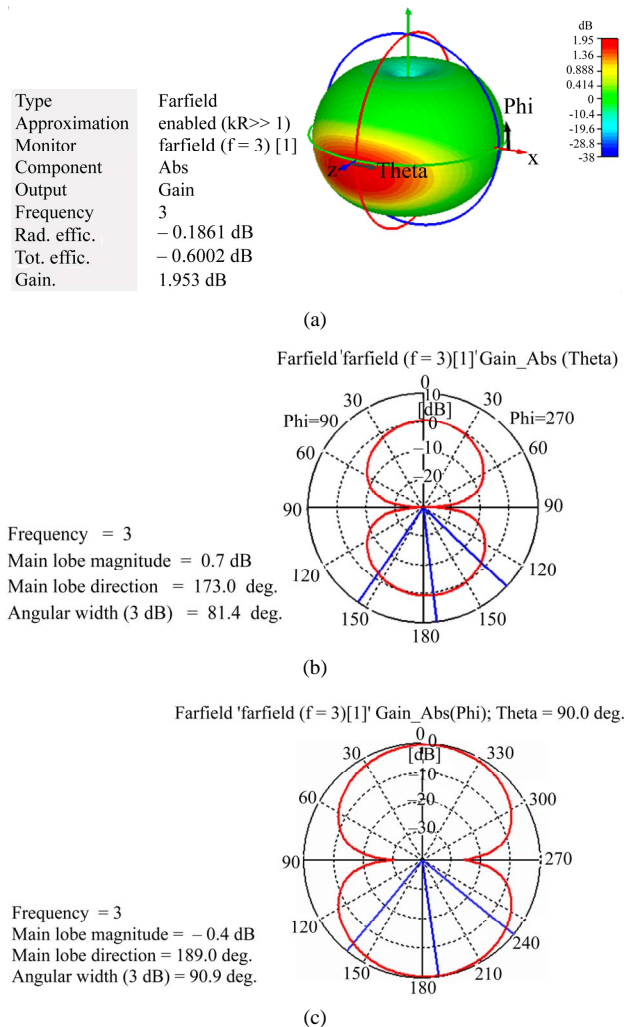 dB
1.95
1.36
0.888
0.414
0
-10.4
-19.6
-28.8
-38
Phi
x
z
Theta
Type Farfield
Approximation enabled (kR>> 1)
Monitor farfield (f = 3) [1]
Component Abs
Output Gain
Frequency 3
Rad. effic. – 0.1861 dB
Tot. effic. – 0.6002 dB
Gain. 1.953 dB
(a)
Farfield 'farfield (f = 3)[1]' Gain_Abs (Theta)
0
30 10 30
[dB]
Phi=90 0 Phi=270
60 –10 60
–20
90 90
Frequency = 3
Main lobe magnitude = 0.7 dB
Main lobe direction = 173.0 deg.
Angular width (3 dB) = 81.4 deg.
120 120
150 150
180
(b)
Farfield 'farfield (f = 3)[1]' Gain_Abs(Phi); Theta = 90.0 deg.
0
30 0 330
[dB]
–10
60 –20 300
–30
90 270
Frequency = 3
Main lobe magnitude = – 0.4 dB
Main lobe direction = 189.0 deg.
Angular width (3 dB) = 90.9 deg.
120 240
150 210
180
(c)